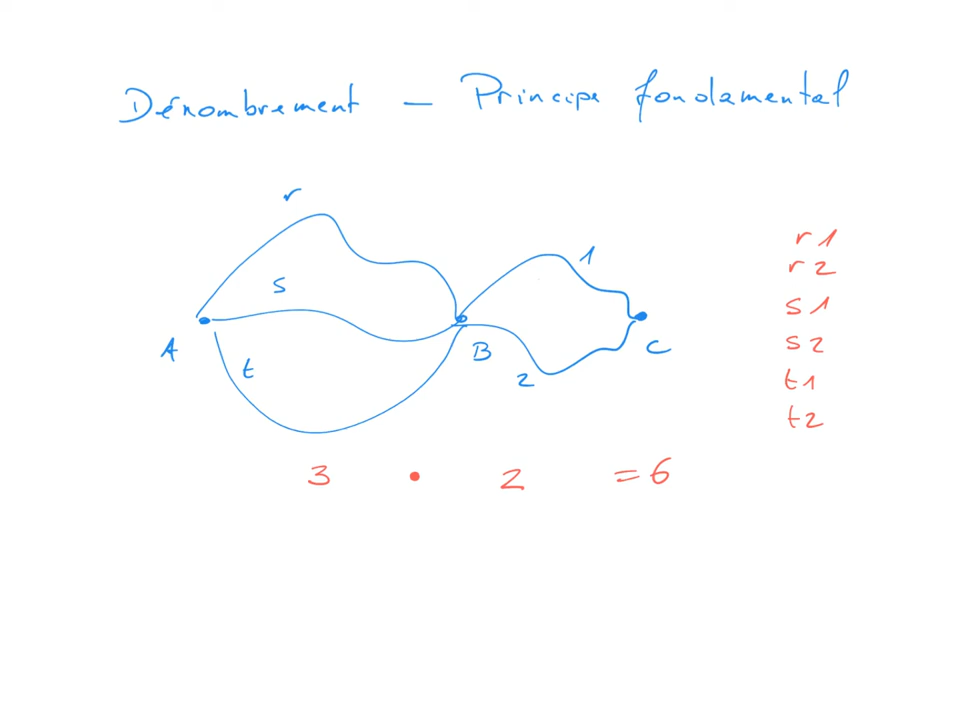 Dénombrement – Principe fondamental
r
s
t
A
B
1
2
C
r1
r2
s1
s2
t1
t2
3 · 2 = 6